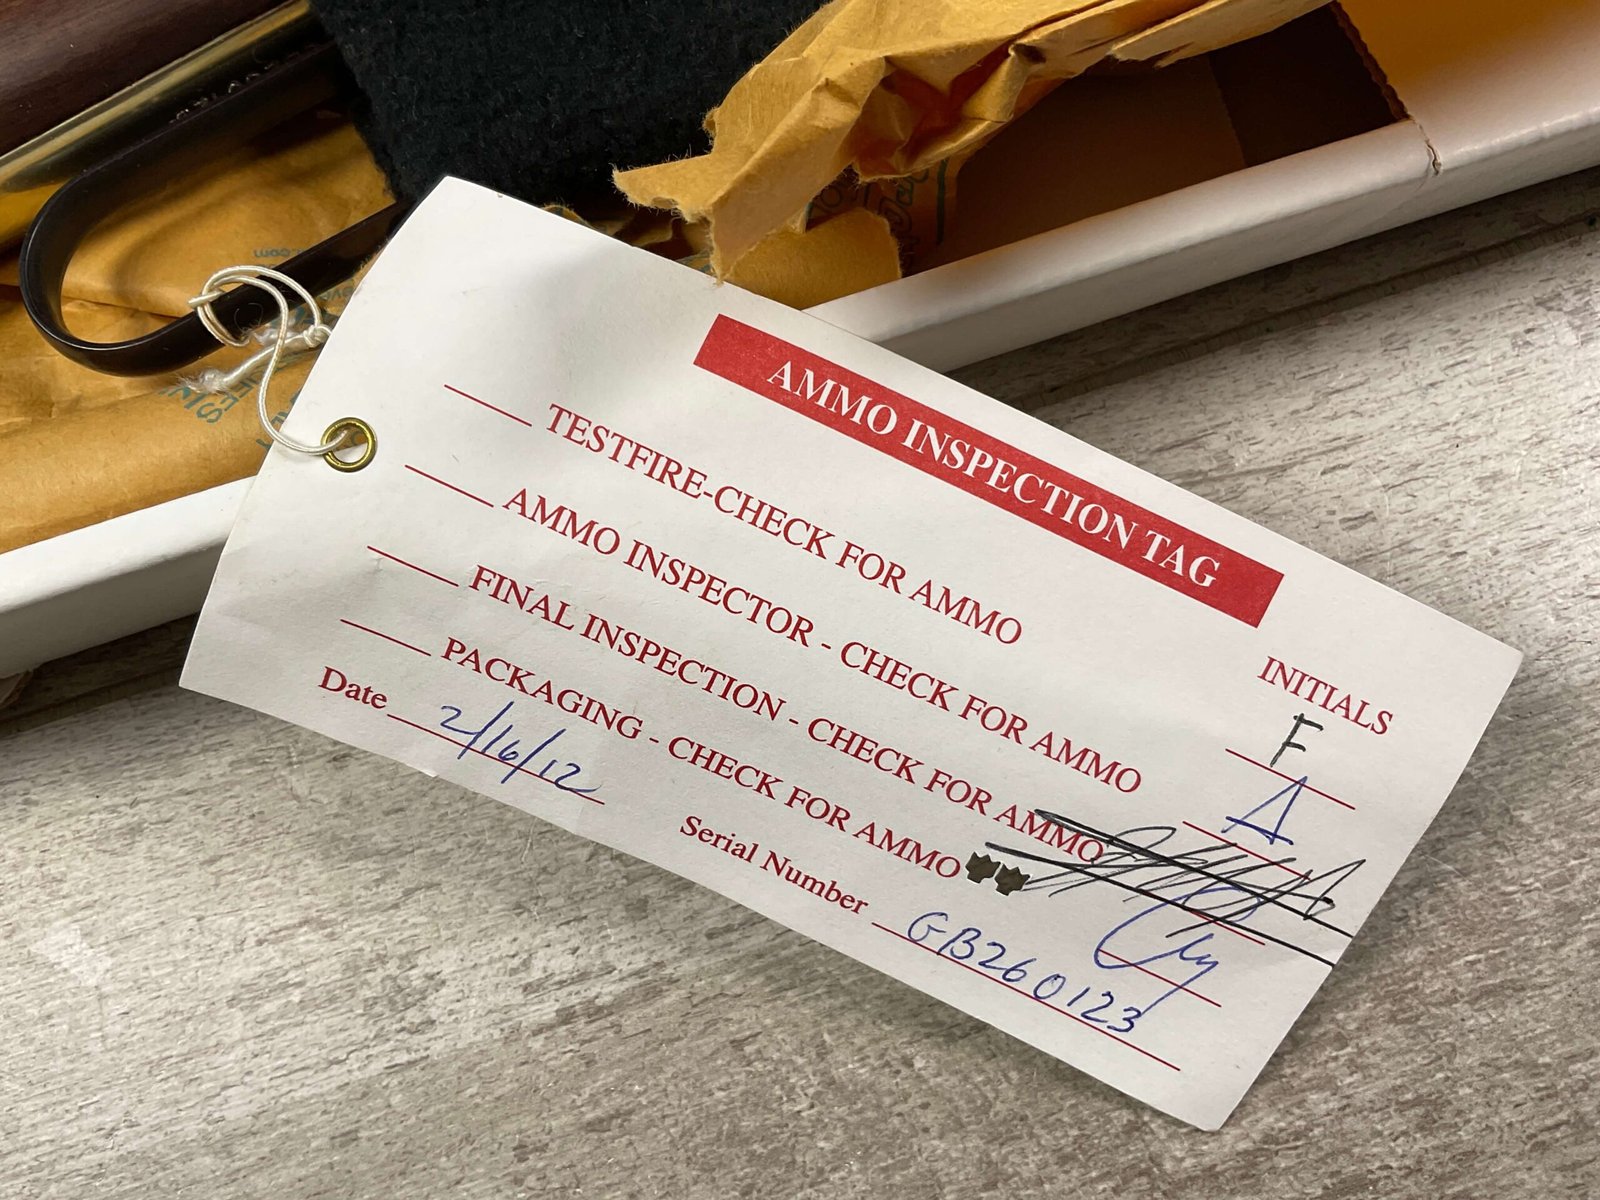 AMMO INSPECTION TAG
INITIALS
TESTFIRE-CHECK FOR AMMO F
AMMO INSPECTOR - CHECK FOR AMMO A
FINAL INSPECTION - CHECK FOR AMMO
PACKAGING - CHECK FOR AMMO
Date 2/16/12
Serial Number GB260123
.com